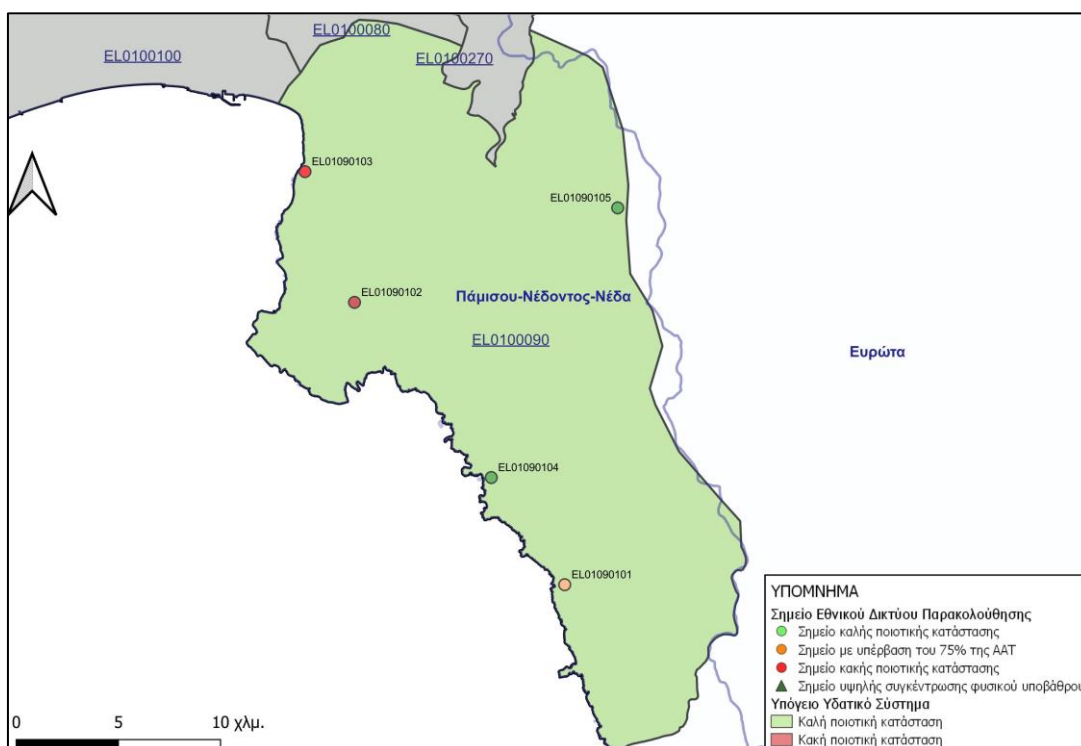 EL0100080
EL0100100
EL0100270
EL01090103
EL01090105
EL01090102
Πάμισου-Νέδοντος-Νέδα
EL0100090
Ευρώτα
EL01090104
EL01090101
ΥΠΟΜΝΗΜΑ
Σημείο Εθνικού Δικτύου Παρακολούθησης
Σημείο καλής ποιοτικής κατάστασης
Σημείο με υπέρβαση του 75% της ΑΑΤ
Σημείο κακής ποιοτικής κατάστασης
Σημείο υψηλής συγκέντρωσης φυσικού υποβάθρου
Υπόγειο Υδατικό Σύστημα
Καλή ποιοτική κατάσταση
Κακή ποιοτική κατάσταση
0 5 10 χλμ.